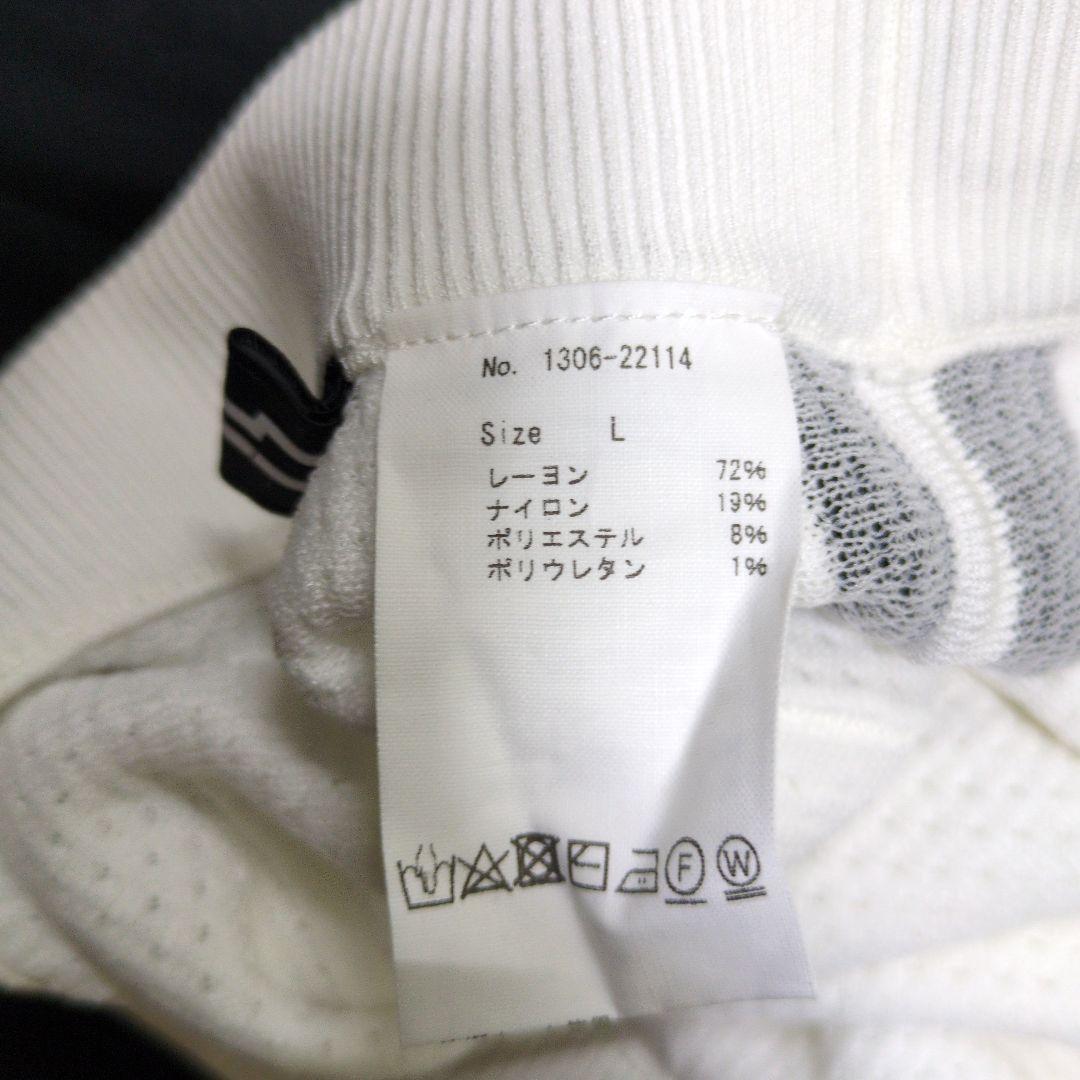 No. 1306-22114
Size L
レーヨン 72%
ナイロン 19%
ポリエステル 8%
ポリウレタン 1%
F W